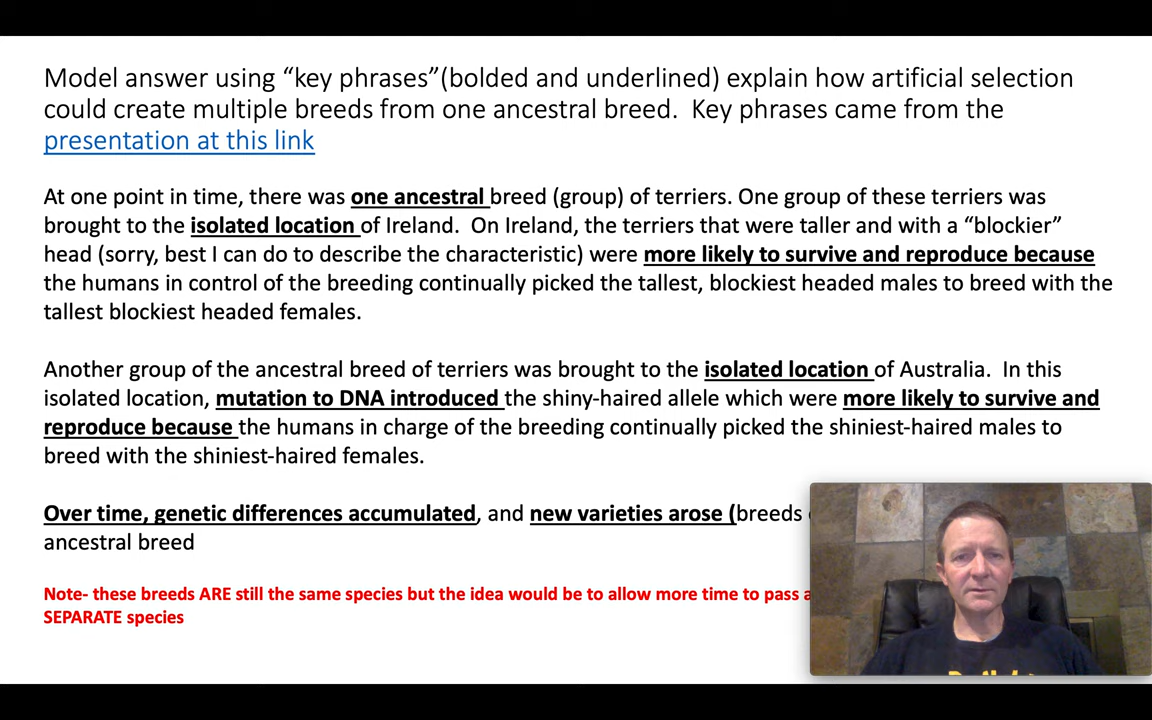 Model answer using “key phrases”(bolded and underlined) explain how artificial selection
could create multiple breeds from one ancestral breed.  Key phrases came from the
presentation at this link
At one point in time, there was one ancestral breed (group) of terriers. One group of these terriers was
brought to the isolated location of Ireland.  On Ireland, the terriers that were taller and with a “blockier”
head (sorry, best I can do to describe the characteristic) were more likely to survive and reproduce because
the humans in control of the breeding continually picked the tallest, blockiest headed males to breed with the
tallest blockiest headed females.
Another group of the ancestral breed of terriers was brought to the isolated location of Australia.  In this
isolated location, mutation to DNA introduced the shiny-haired allele which were more likely to survive and
reproduce because the humans in charge of the breeding continually picked the shiniest-haired males to
breed with the shiniest-haired females.
Over time, genetic differences accumulated, and new varieties arose (breeds
ancestral breed
Note- these breeds ARE still the same species but the idea would be to allow more time to pass
SEPARATE species